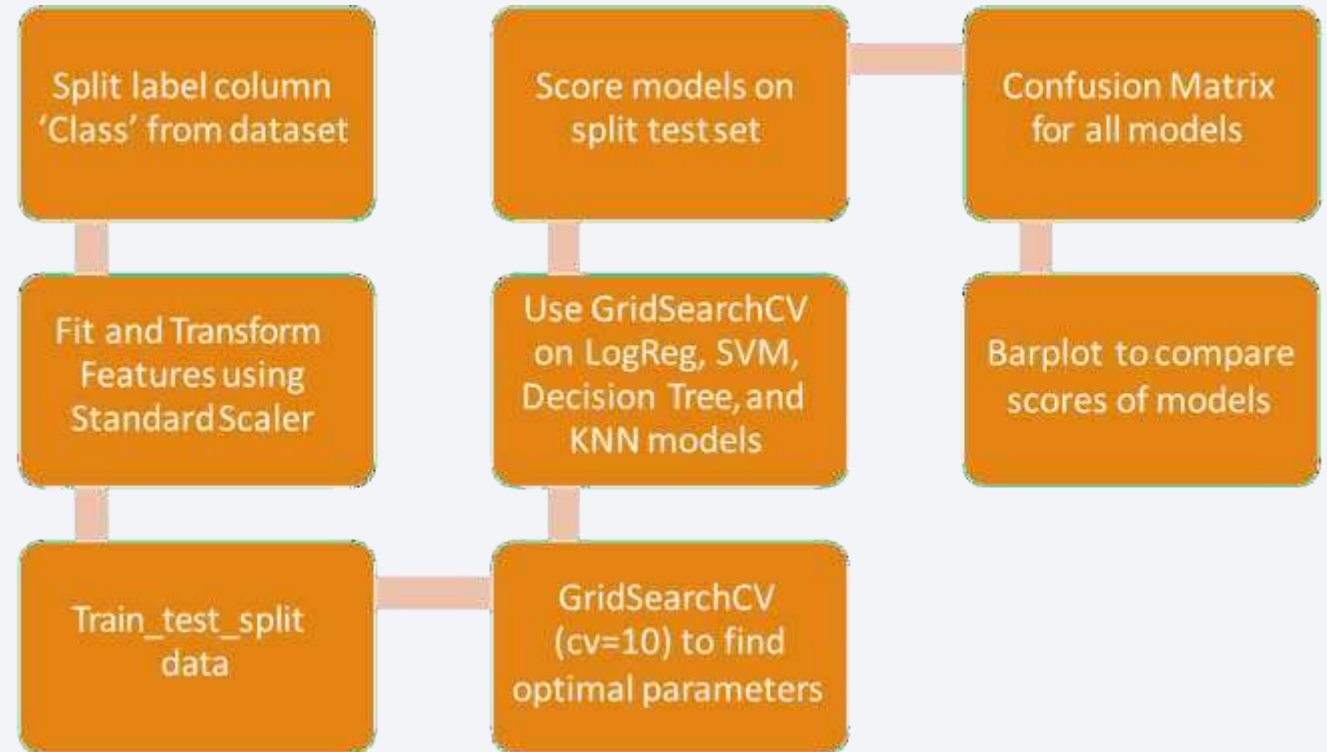 Split label column
‘Class’ from dataset
Fit and Transform
Features using
Standard Scaler
Train_test_split
data
GridSearchCV
(cv=10) to find
optimal parameters
Use GridSearchCV
on LogReg, SVM,
Decision Tree, and
KNN models
Score models on
split test set
Confusion Matrix
for all models
Barplot to compare
scores of models